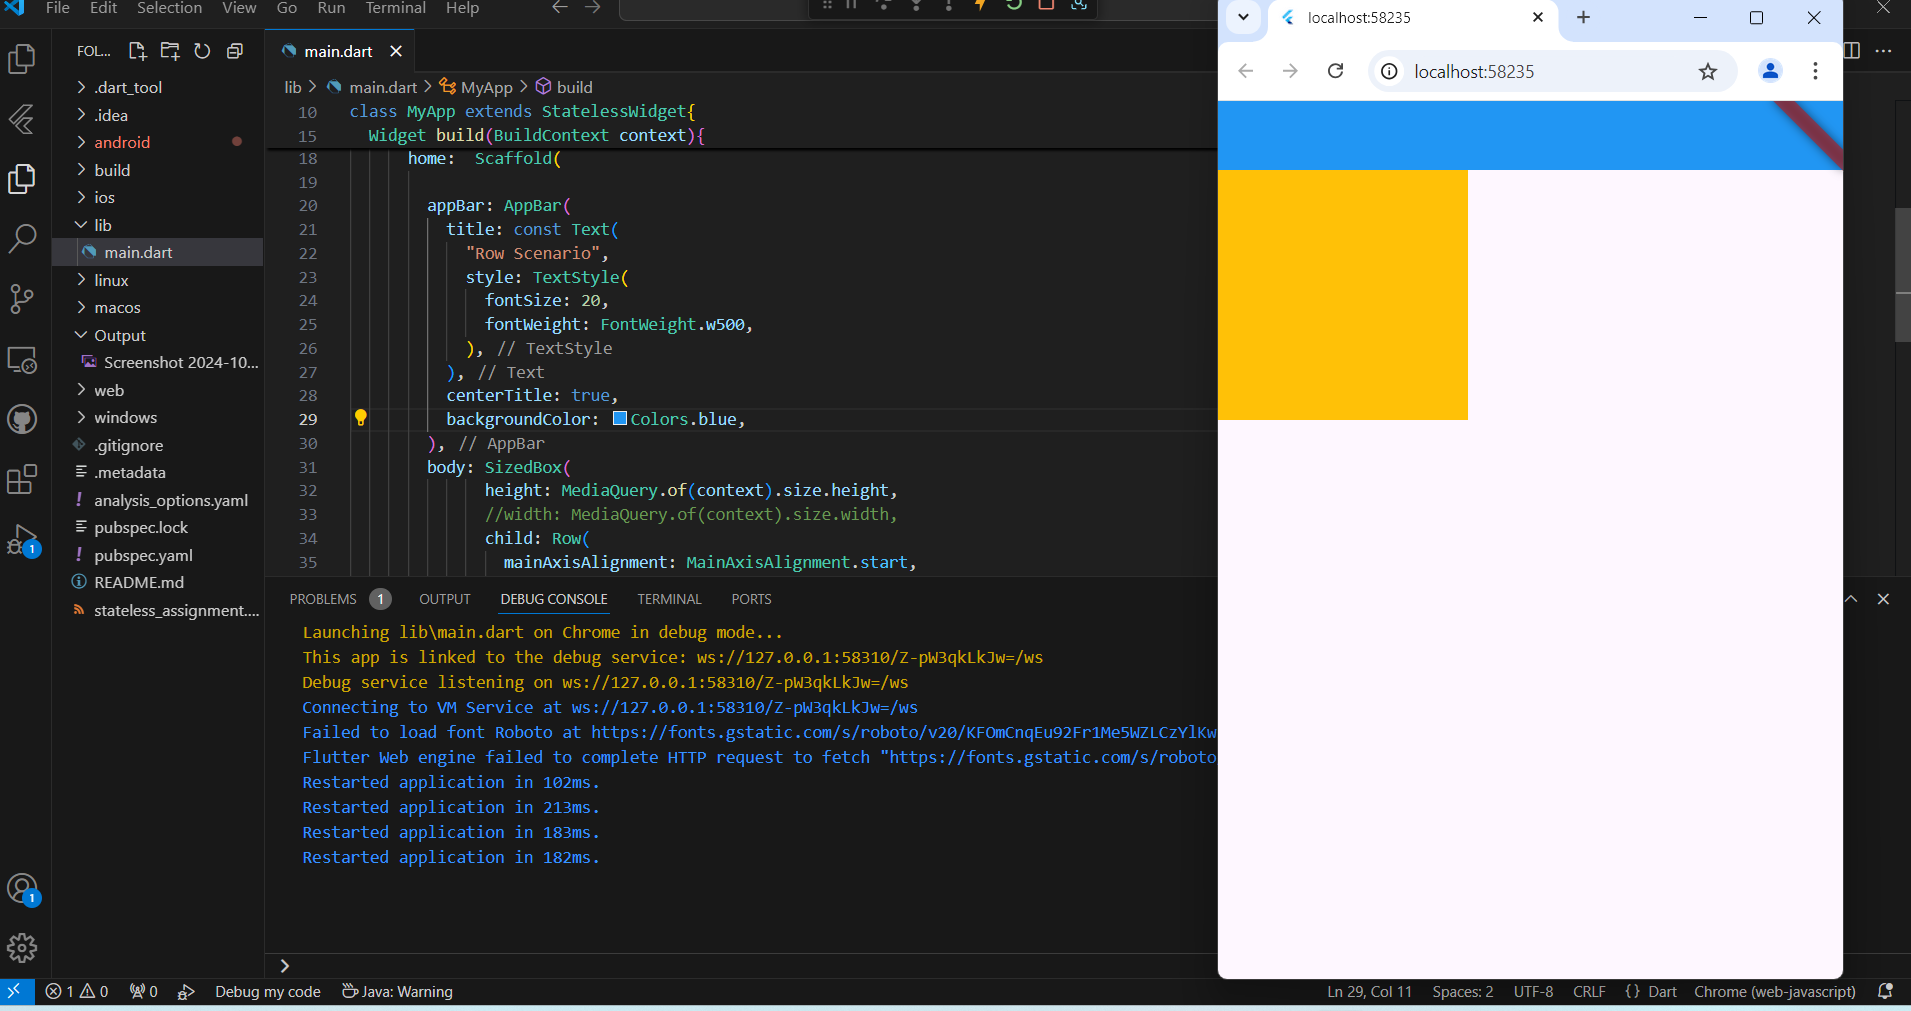 File Edit Selection View Go Run Terminal Help
localhost:58235
FOL...
main.dart
localhost:58235
lib > main.dart > MyApp > build
.dart_tool
.idea
android
build
ios
lib
main.dart
linux
macos
Output
Screenshot 2024-10...
web
windows
.gitignore
.metadata
analysis_options.yaml
pubspec.lock
pubspec.yaml
README.md
stateless_assignment....
10 class MyApp extends StatelessWidget{
15 Widget build(BuildContext context){
18 home: Scaffold(
19
20 appBar: AppBar(
21 title: const Text(
22 "Row Scenario",
23 style: TextStyle(
24 fontSize: 20,
25 fontWeight: FontWeight.w500,
26 ), // TextStyle
27 ), // Text
28 centerTitle: true,
29 backgroundColor: Colors.blue,
30 ), // AppBar
31 body: SizedBox(
32 height: MediaQuery.of(context).size.height,
33 //width: MediaQuery.of(context).size.width,
34 child: Row(
35 mainAxisAlignment: MainAxisAlignment.start,
PROBLEMS 1 OUTPUT DEBUG CONSOLE TERMINAL PORTS
Launching lib\main.dart on Chrome in debug mode...
This app is linked to the debug service: ws://127.0.0.1:58310/Z-pW3qkLkJw=/ws
Debug service listening on ws://127.0.0.1:58310/Z-pW3qkLkJw=/ws
Connecting to VM Service at ws://127.0.0.1:58310/Z-pW3qkLkJw=/ws
Failed to load font Roboto at https://fonts.gstatic.com/s/roboto/v20/KFOmCnqEu92Fr1Me5WZLCzYlKw
Flutter Web engine failed to complete HTTP request to fetch "https://fonts.gstatic.com/s/roboto
Restarted application in 102ms.
Restarted application in 213ms.
Restarted application in 183ms.
Restarted application in 182ms.
1
1
1 0 0 Debug my code Java: Warning Ln 29, Col 11 Spaces: 2 UTF-8 CRLF {} Dart Chrome (web-javascript)